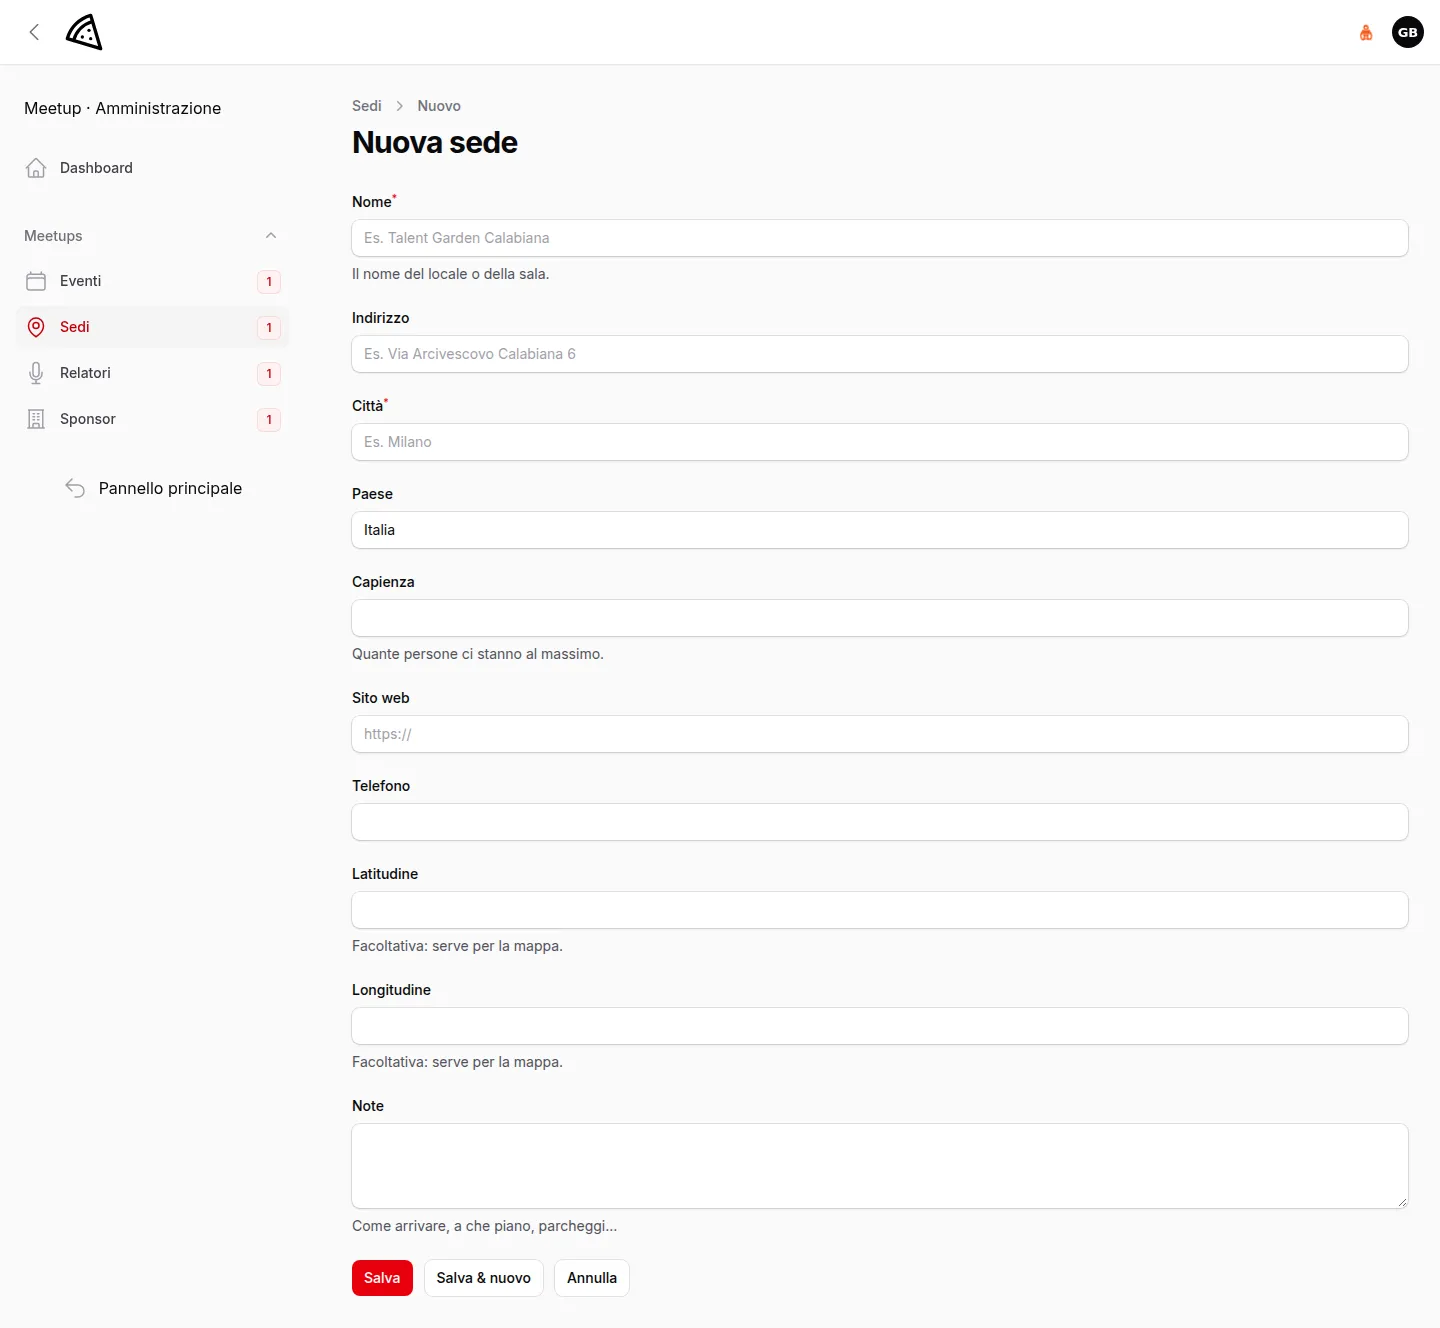 GB
Meetup · Amministrazione
Dashboard
Meetups
Eventi 1
Sedi 1
Relatori 1
Sponsor 1
Pannello principale
Sedi > Nuovo
Nuova sede
Nome*
Es. Talent Garden Calabiana
Il nome del locale o della sala.
Indirizzo
Es. Via Arcivescovo Calabiana 6
Città*
Es. Milano
Paese
Italia
Capienza
Quante persone ci stanno al massimo.
Sito web
https://
Telefono
Latitudine
Facoltativa: serve per la mappa.
Longitudine
Facoltativa: serve per la mappa.
Note
Come arrivare, a che piano, parcheggi…
Salva Salva & nuovo Annulla